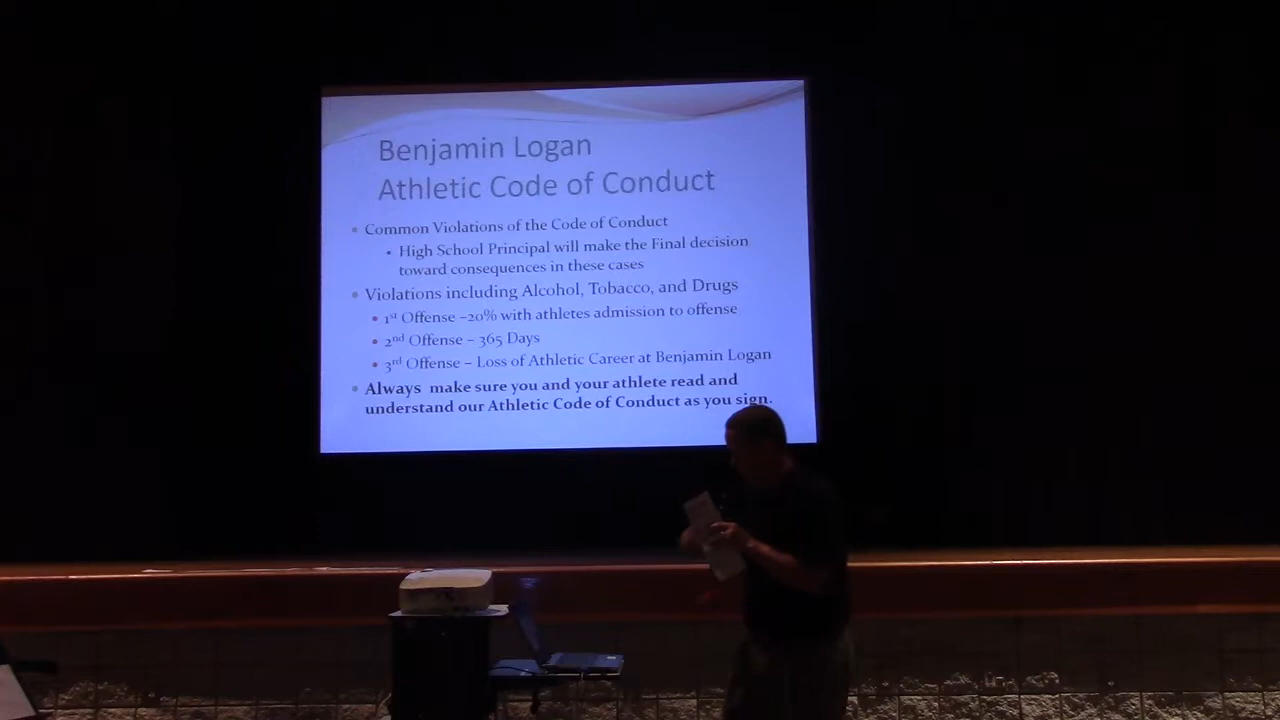 Benjamin Logan
Athletic Code of Conduct
• Common Violations of the Code of Conduct
• High School Principal will make the Final decision
toward consequences in these cases
• Violations including Alcohol, Tobacco, and Drugs
• 1st Offense –20% with athletes admission to offense
• 2nd Offense – 365 Days
• 3rd Offense – Loss of Athletic Career at Benjamin Logan
• Always make sure you and your athlete read and
understand our Athletic Code of Conduct as you sign.